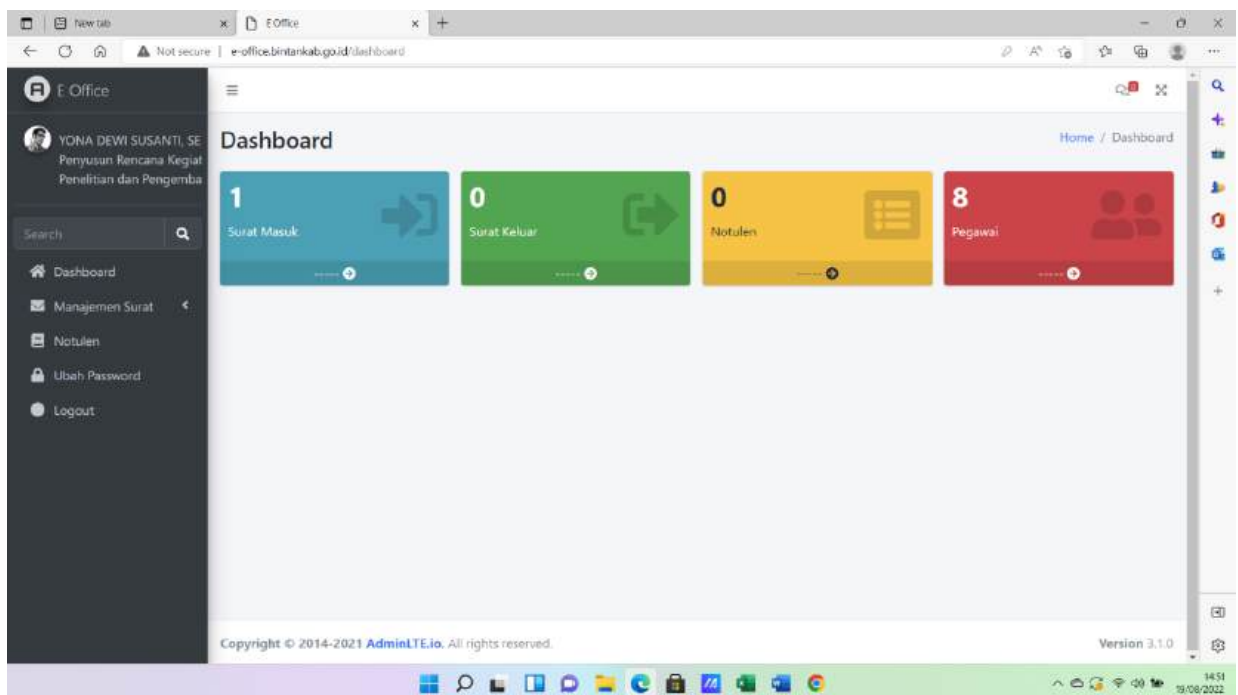 New tab
E Office
Not secure | e-office.bintankab.go.id/dashboard
E Office
YONA DEWI SUSANTI, SE
Penyusun Rencana Kegiat
Penelitian dan Pengemba
Search
Dashboard
Manajemen Surat
Notulen
Ubah Password
Logout
Dashboard
Home / Dashboard
1
Surat Masuk
0
Surat Keluar
0
Notulen
8
Pegawai
Copyright © 2014-2021 AdminLTE.io. All rights reserved.
Version 3.1.0
14:51
19/08/2022